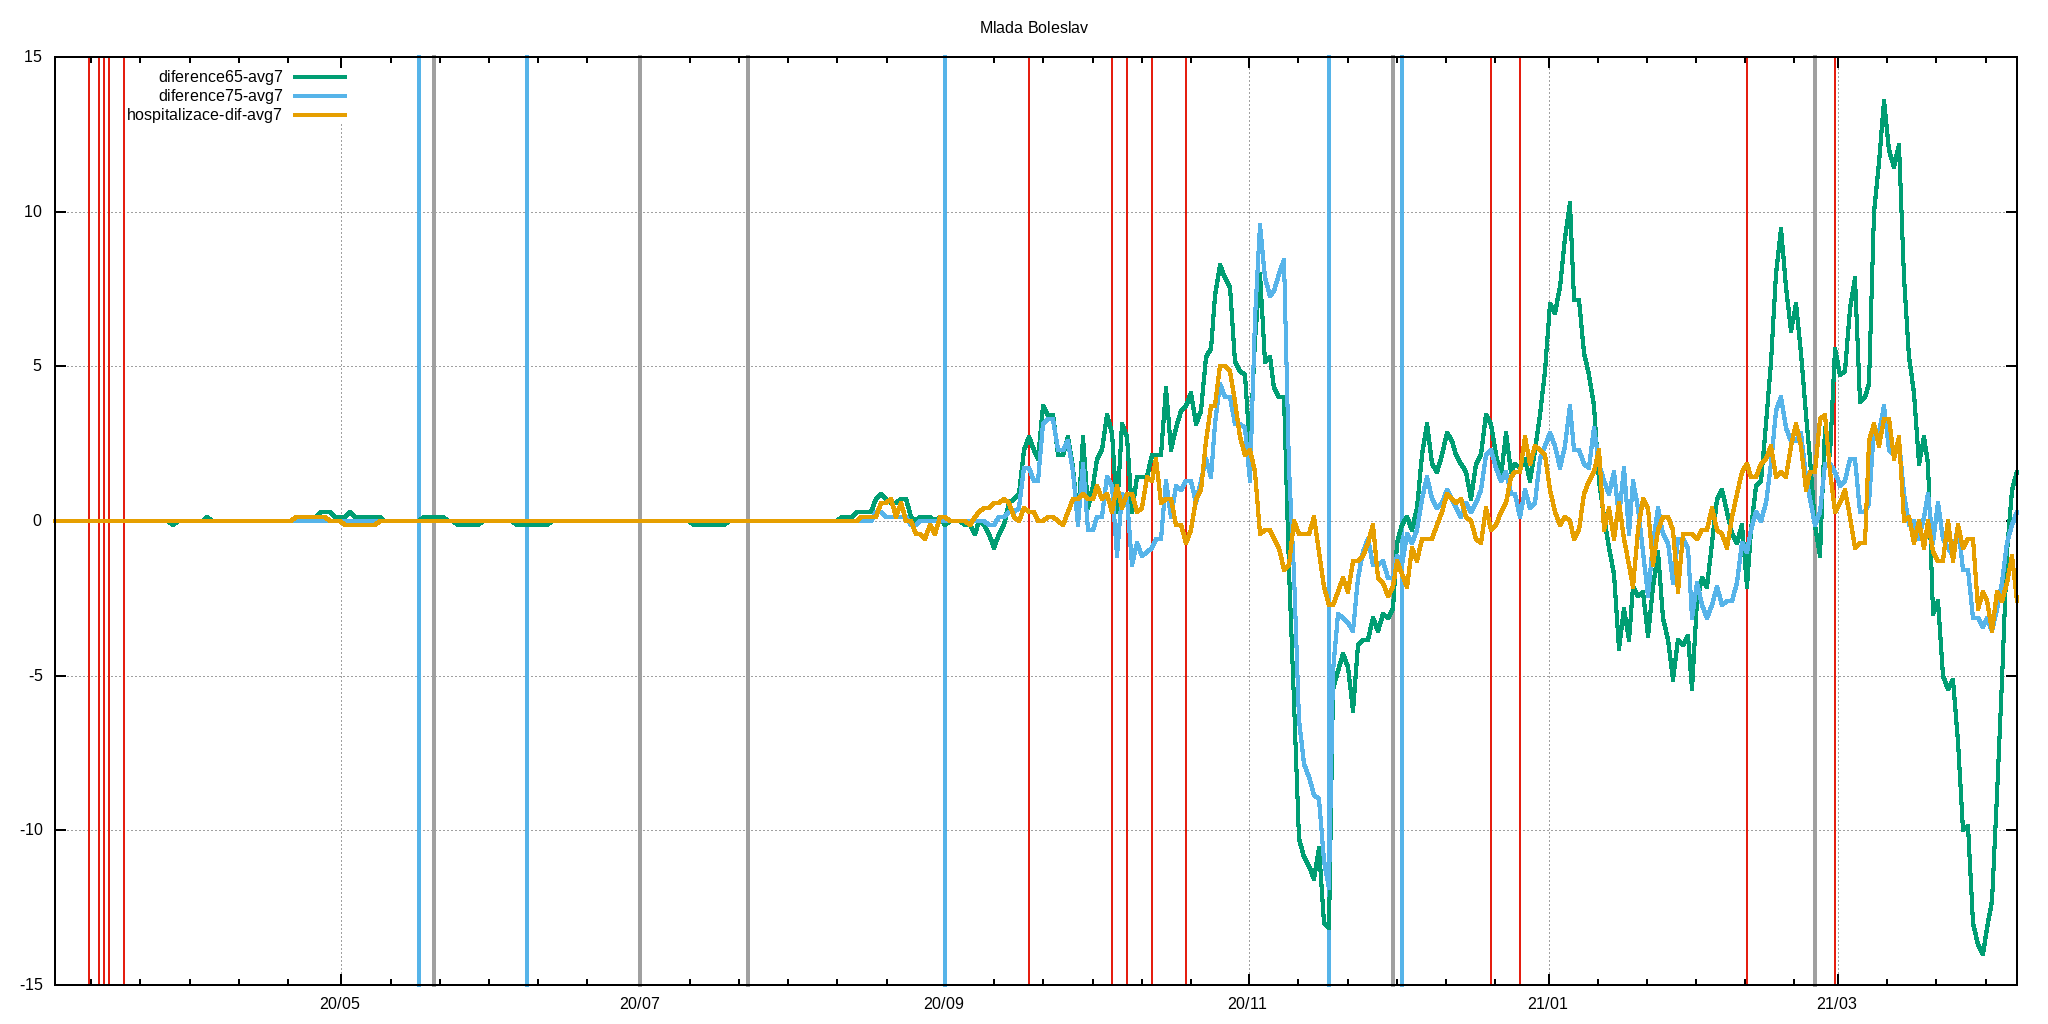 Mlada Boleslav
15
10
5
0
-5
-10
-15
diference65-avg7
diference75-avg7
hospitalizace-dif-avg7
20/05 20/07 20/09 20/11 21/01 21/03